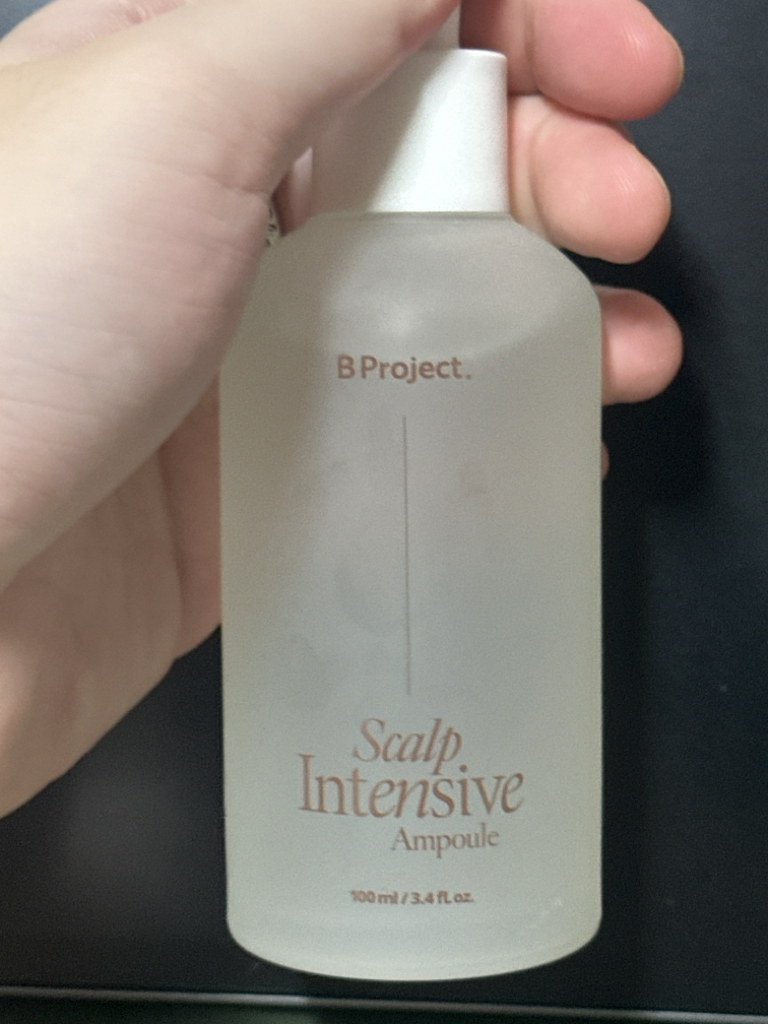 B Project.
Scalp
Intensive
Ampoule
100 ml / 3.4 fl. oz.